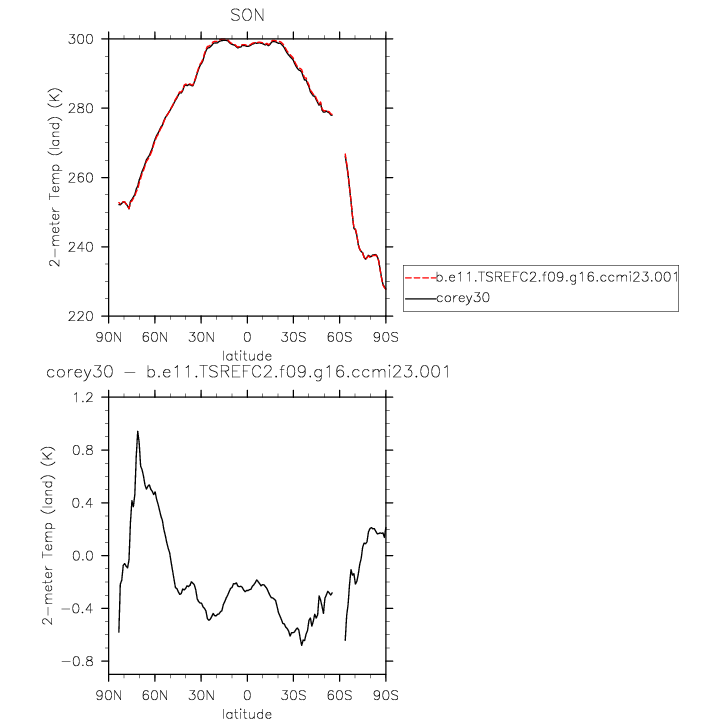 SON
300
280
260
240
220
2-meter Temp (land) (K)
90N 60N 30N 0 30S 60S 90S
latitude
b.e11.TSREFC2.f09.g16.ccmi23.001
corey30
corey30 - b.e11.TSREFC2.f09.g16.ccmi23.001
1.2
0.8
0.4
0.0
-0.4
-0.8
2-meter Temp (land) (K)
90N 60N 30N 0 30S 60S 90S
latitude